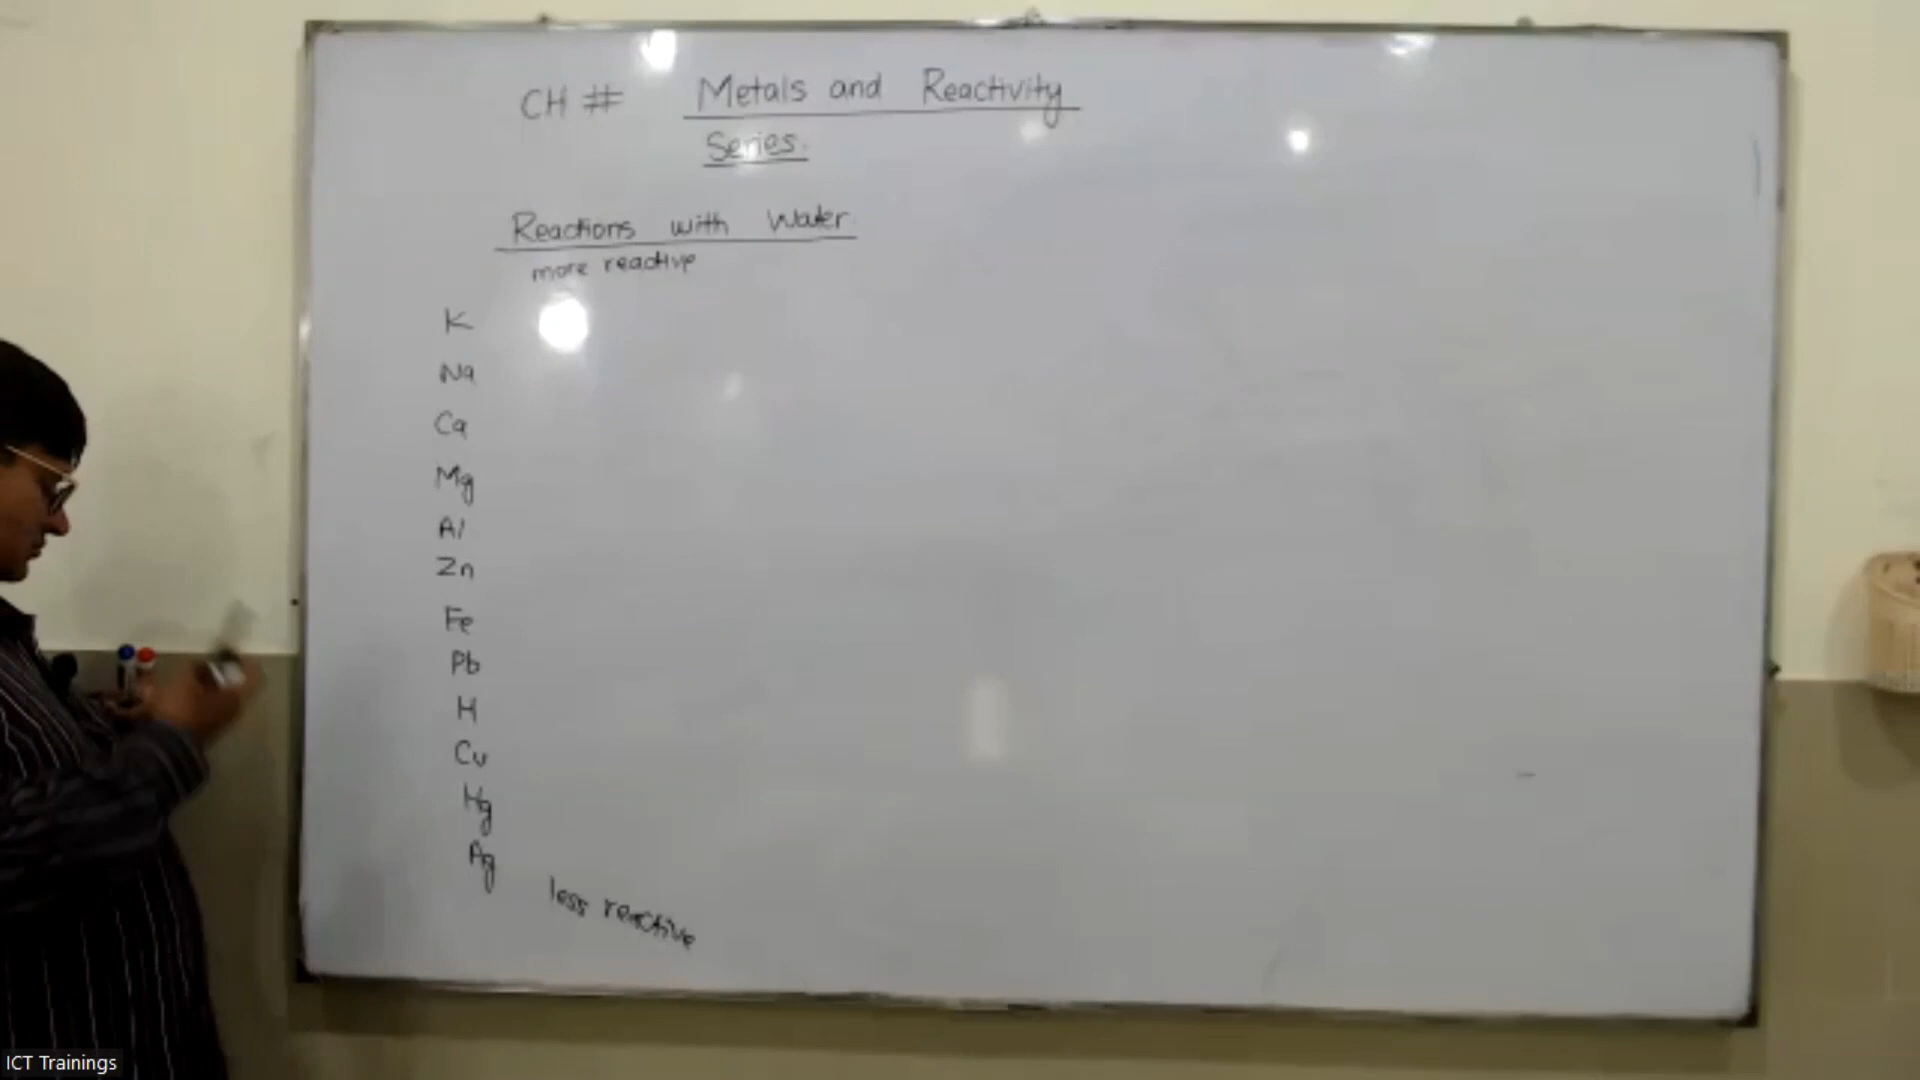 CH # Metals and Reactivity
Series.
Reactions with Water
more reactive
K
Na
Ca
Mg
Al
Zn
Fe
Pb
H
Cu
Hg
Ag
less reactive
ICT Trainings